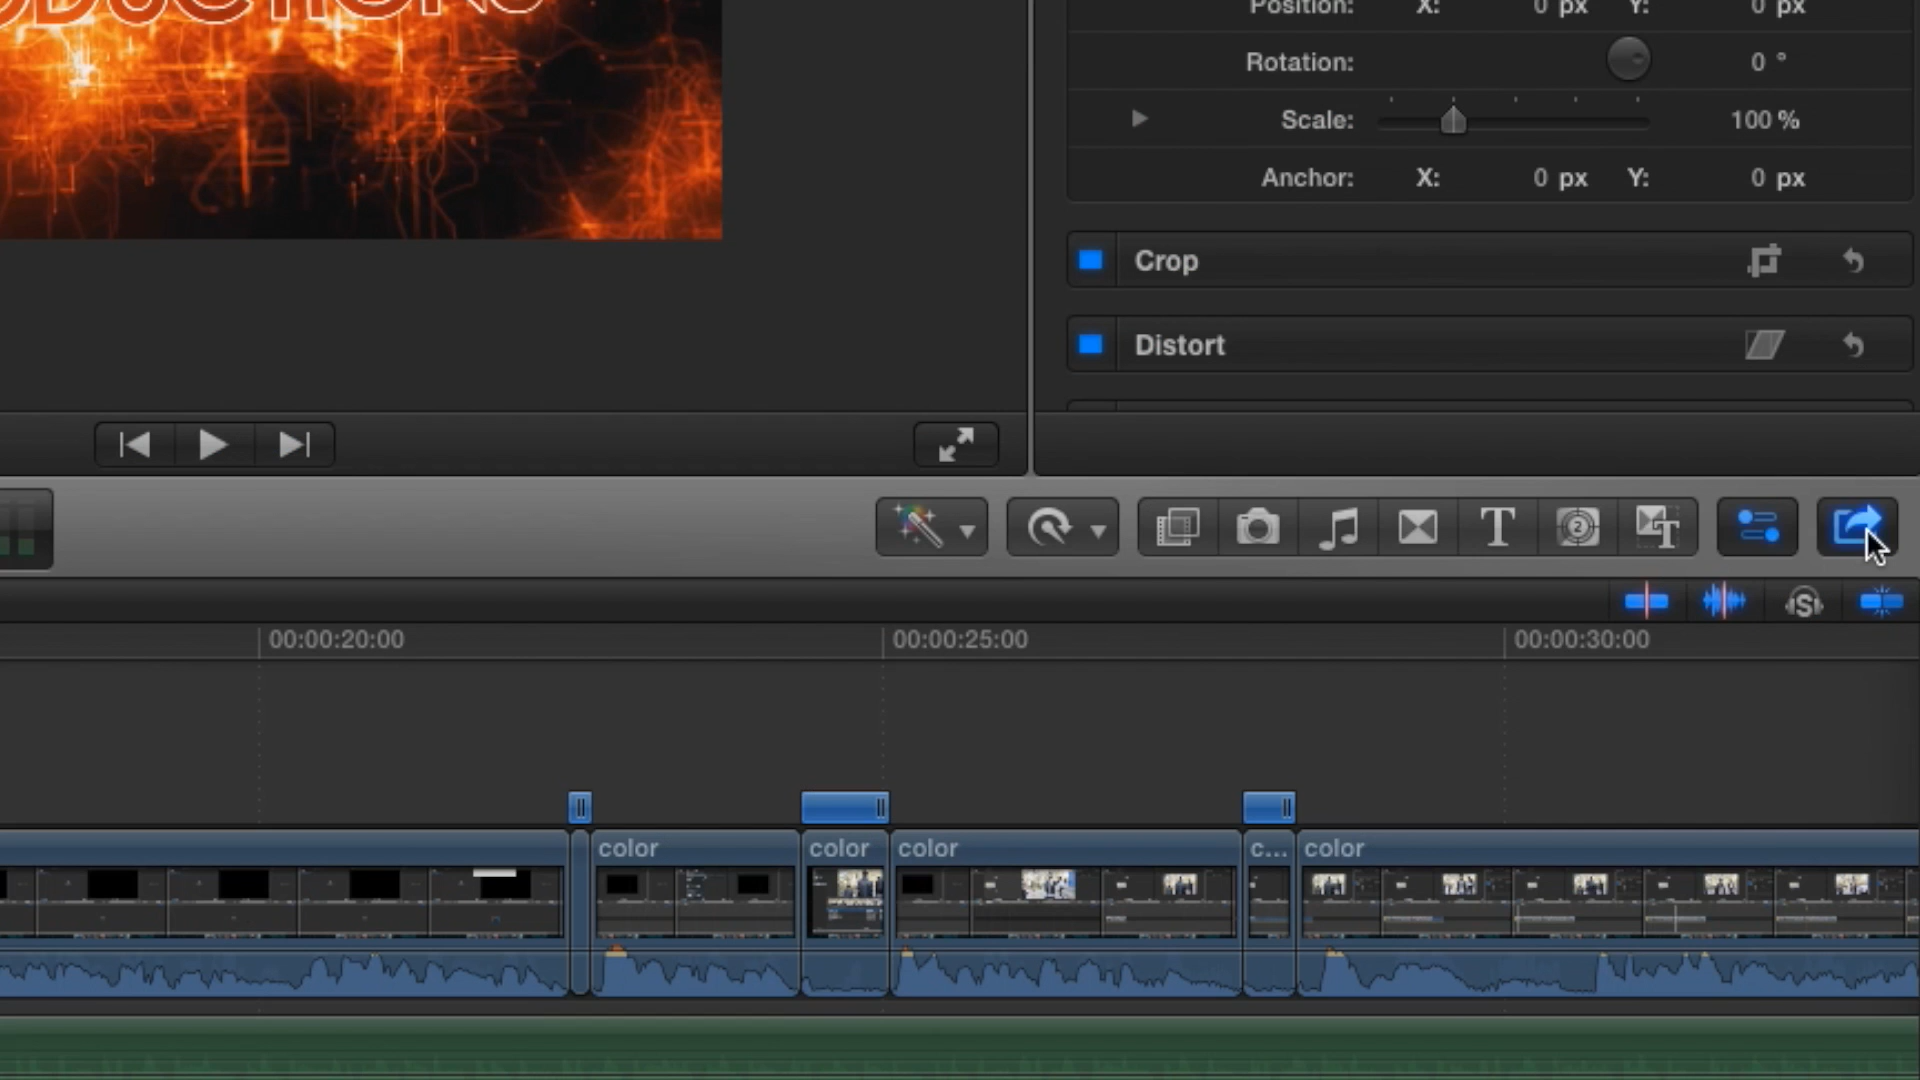 Position: X: 0 px Y: 0 px
Rotation: 0 °
Scale: 100 %
Anchor: X: 0 px Y: 0 px
Crop
Distort
T
2
T
S
00:00:20:00 00:00:25:00 00:00:30:00
color color color c... color